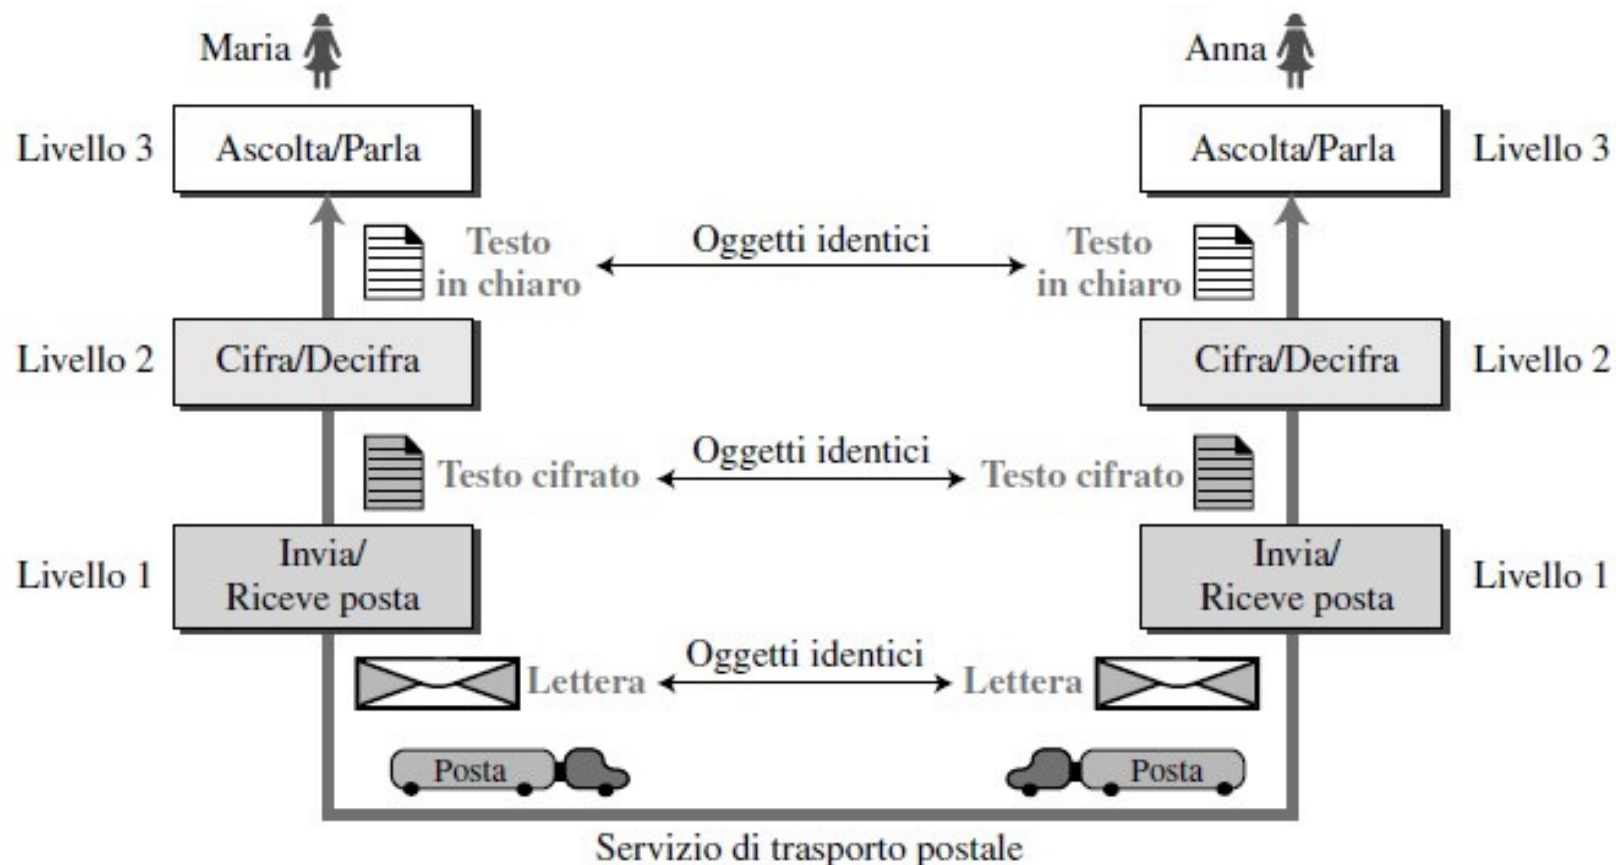 Maria
Anna
Livello 3
Ascolta/Parla
Ascolta/Parla
Livello 3
Testo
in chiaro
Oggetti identici
Testo
in chiaro
Livello 2
Cifra/Decifra
Cifra/Decifra
Livello 2
Testo cifrato
Oggetti identici
Testo cifrato
Livello 1
Invia/
Riceve posta
Invia/
Riceve posta
Livello 1
Lettera
Oggetti identici
Lettera
Posta
Posta
Servizio di trasporto postale